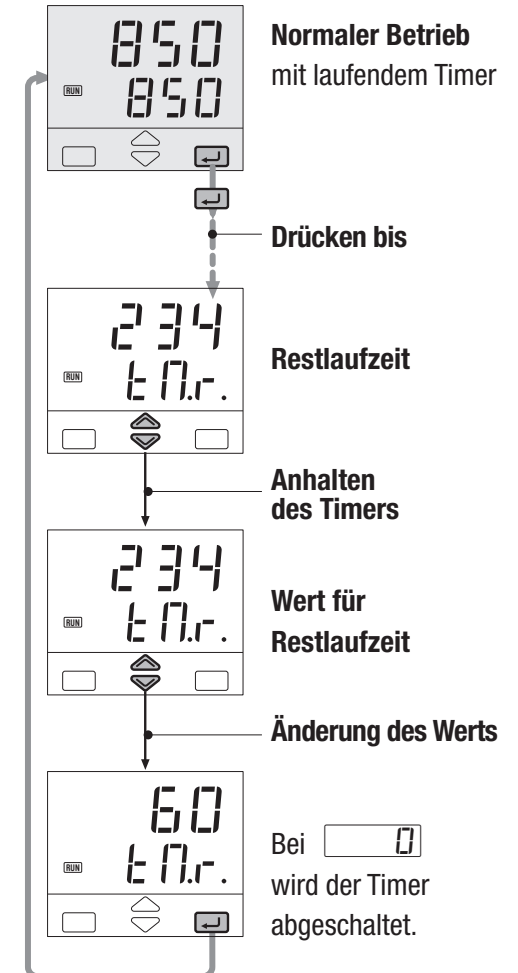 850
Normaler Betrieb
RUN
850
mit laufendem Timer
Drücken bis
234
Restlaufzeit
RUN
tM.r.
Anhalten
des Timers
234
Wert für
RUN
tM.r.
Restlaufzeit
Änderung des Werts
60
RUN
tM.r.
Bei 0
wird der Timer
abgeschaltet.